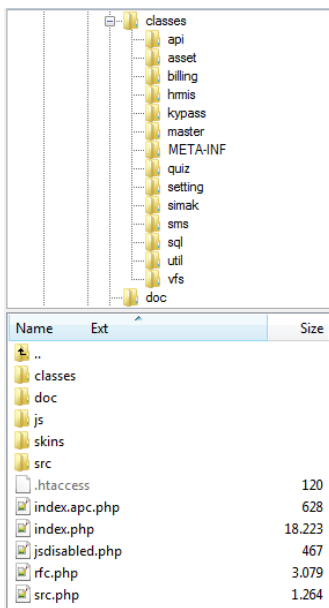 classes
api
asset
billing
hrmis
kypass
master
META-INF
quiz
setting
simak
sms
sql
util
vfs
doc
Name Ext Size
..
classes
doc
js
skins
src
.htaccess 120
index.apc.php 628
index.php 18.223
jsdisabled.php 467
rfc.php 3.079
src.php 1.264